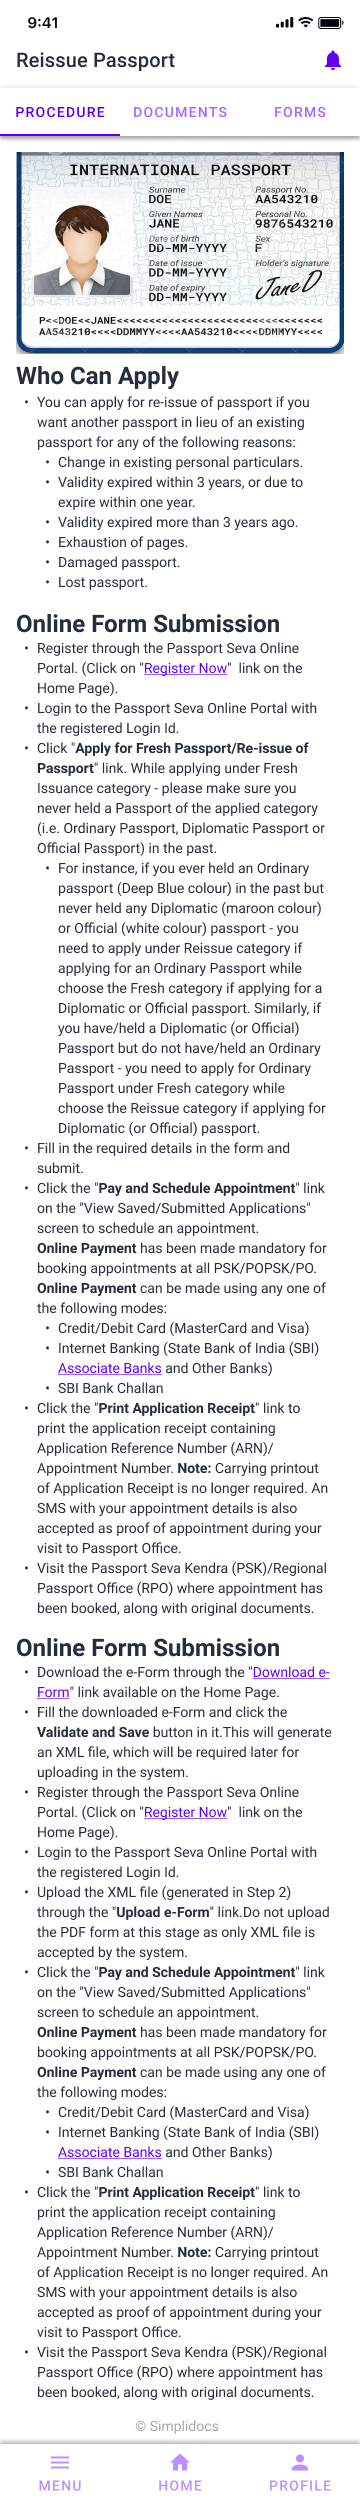 9:41
Reissue Passport
PROCEDURE DOCUMENTS FORMS
INTERNATIONAL PASSPORT
Surname Passport No.
DOE AA543210
Given Names Personal No.
JANE 9876543210
Date of birth Sex
DD-MM-YYYY F
Date of issue Holder's signature
DD-MM-YYYY
Date of expiry
DD-MM-YYYY Jane D
P<<DOE<<JANE<<<<<<<<<<<<<<<<<<<<<<<<<<<<<<
AA543210<<<<DDMMYY<<<<AA543210<<<<DDMMYY<<<<
Who Can Apply
• You can apply for re-issue of passport if you
want another passport in lieu of an existing
passport for any of the following reasons:
• Change in existing personal particulars.
• Validity expired within 3 years, or due to
expire within one year.
• Validity expired more than 3 years ago.
• Exhaustion of pages.
• Damaged passport.
• Lost passport.
Online Form Submission
• Register through the Passport Seva Online
Portal. (Click on "Register Now" link on the
Home Page).
• Login to the Passport Seva Online Portal with
the registered Login Id.
• Click "Apply for Fresh Passport/Re-issue of
Passport" link. While applying under Fresh
Issuance category - please make sure you
never held a Passport of the applied category
(i.e. Ordinary Passport, Diplomatic Passport or
Official Passport) in the past.
• For instance, if you ever held an Ordinary
passport (Deep Blue colour) in the past but
never held any Diplomatic (maroon colour)
or Official (white colour) passport - you
need to apply under Reissue category if
applying for an Ordinary Passport while
choose the Fresh category if applying for a
Diplomatic or Official passport. Similarly, if
you have/held a Diplomatic (or Official)
Passport but do not have/held an Ordinary
Passport - you need to apply for Ordinary
Passport under Fresh category while
choose the Reissue category if applying for
Diplomatic (or Official) passport.
• Fill in the required details in the form and
submit.
• Click the "Pay and Schedule Appointment" link
on the "View Saved/Submitted Applications"
screen to schedule an appointment.
Online Payment has been made mandatory for
booking appointments at all PSK/POPSK/PO.
Online Payment can be made using any one of
the following modes:
• Credit/Debit Card (MasterCard and Visa)
• Internet Banking (State Bank of India (SBI)
Associate Banks and Other Banks)
• SBI Bank Challan
• Click the "Print Application Receipt" link to
print the application receipt containing
Application Reference Number (ARN)/
Appointment Number. Note: Carrying printout
of Application Receipt is no longer required. An
SMS with your appointment details is also
accepted as proof of appointment during your
visit to Passport Office.
• Visit the Passport Seva Kendra (PSK)/Regional
Passport Office (RPO) where appointment has
been booked, along with original documents.
Online Form Submission
• Download the e-Form through the "Download e-
Form" link available on the Home Page.
• Fill the downloaded e-Form and click the
Validate and Save button in it.This will generate
an XML file, which will be required later for
uploading in the system.
• Register through the Passport Seva Online
Portal. (Click on "Register Now" link on the
Home Page).
• Login to the Passport Seva Online Portal with
the registered Login Id.
• Upload the XML file (generated in Step 2)
through the "Upload e-Form" link.Do not upload
the PDF form at this stage as only XML file is
accepted by the system.
• Click the "Pay and Schedule Appointment" link
on the "View Saved/Submitted Applications"
screen to schedule an appointment.
Online Payment has been made mandatory for
booking appointments at all PSK/POPSK/PO.
Online Payment can be made using any one of
the following modes:
• Credit/Debit Card (MasterCard and Visa)
• Internet Banking (State Bank of India (SBI)
Associate Banks and Other Banks)
• SBI Bank Challan
• Click the "Print Application Receipt" link to
print the application receipt containing
Application Reference Number (ARN)/
Appointment Number. Note: Carrying printout
of Application Receipt is no longer required. An
SMS with your appointment details is also
accepted as proof of appointment during your
visit to Passport Office.
• Visit the Passport Seva Kendra (PSK)/Regional
Passport Office (RPO) where appointment has
been booked, along with original documents.
© Simplidocs
MENU HOME PROFILE